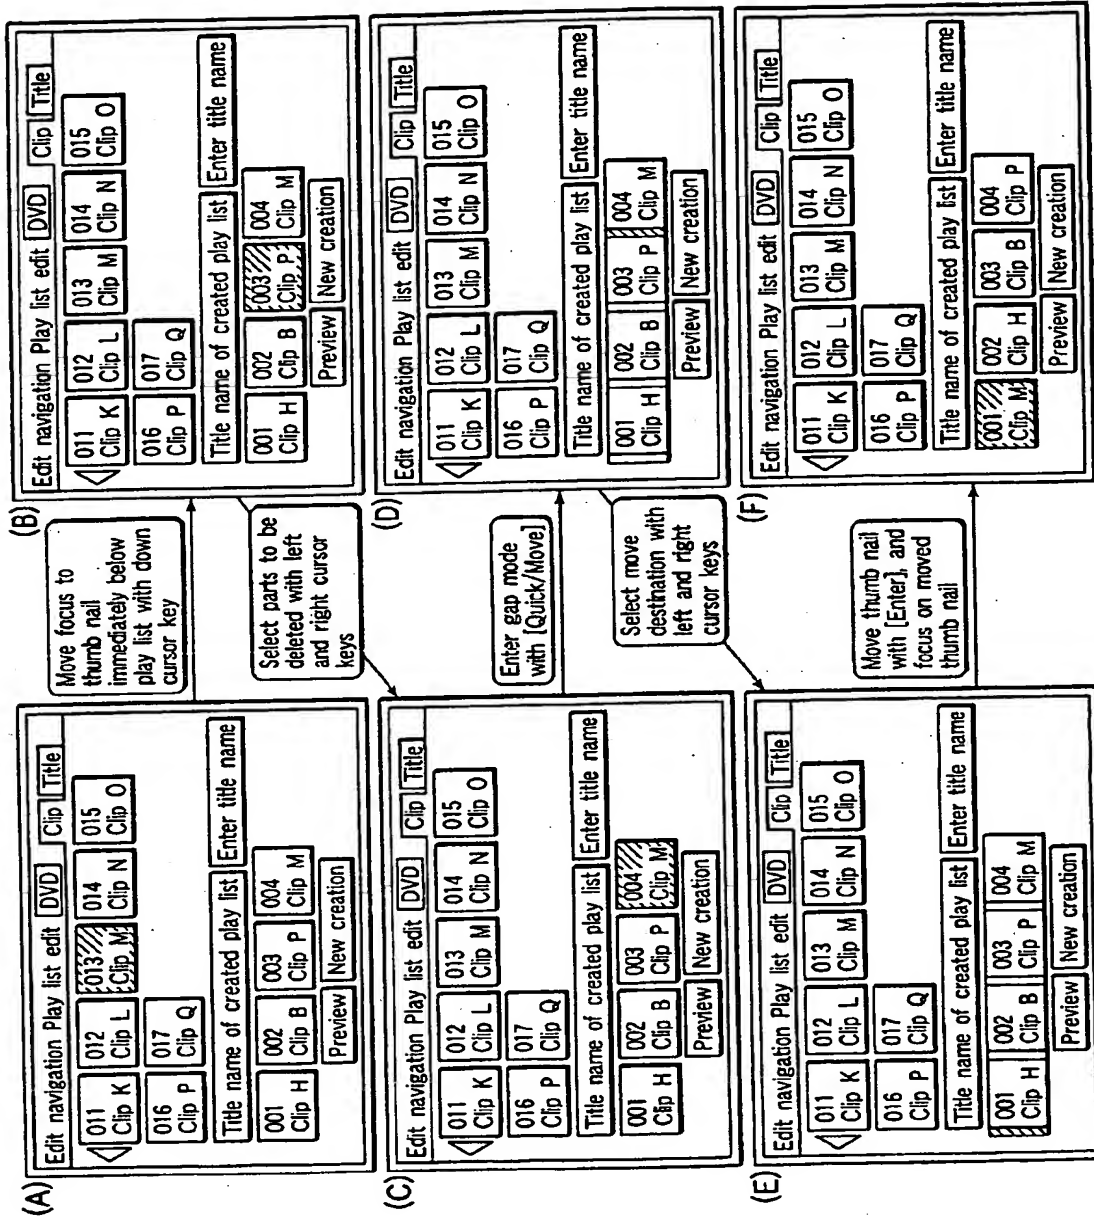 (A)
Edit navigation Play list edit DVD Clip Title
011 012 013 014 015
Clip K Clip L Clip M Clip N Clip O
016 017
Clip P Clip Q
Title name of created play list Enter title name
001 002 003 004
Clip H Clip B Clip P Clip M
Preview New creation
Move focus to
thumb nail
immediately below
play list with down
cursor key
(B)
Edit navigation Play list edit DVD Clip Title
011 012 013 014 015
Clip K Clip L Clip M Clip N Clip O
016 017
Clip P Clip Q
Title name of created play list Enter title name
001 002 003 004
Clip H Clip B Clip P Clip M
Preview New creation
Select parts to be
deleted with left
and right cursor
keys
(C)
Edit navigation Play list edit DVD Clip Title
011 012 013 014 015
Clip K Clip L Clip M Clip N Clip O
016 017
Clip P Clip Q
Title name of created play list Enter title name
001 002 003 004
Clip H Clip B Clip P Clip M
Preview New creation
Enter gap mode
with [Quick/Move]
(D)
Edit navigation Play list edit DVD Clip Title
011 012 013 014 015
Clip K Clip L Clip M Clip N Clip O
016 017
Clip P Clip Q
Title name of created play list Enter title name
001 002 003 004
Clip H Clip B Clip P Clip M
Preview New creation
Select move
destination with
left and right
cursor keys
(E)
Edit navigation Play list edit DVD Clip Title
011 012 013 014 015
Clip K Clip L Clip M Clip N Clip O
016 017
Clip P Clip Q
Title name of created play list Enter title name
001 002 003 004
Clip H Clip B Clip P Clip M
Preview New creation
Move thumb nail
with [Enter], and
focus on moved
thumb nail
(F)
Edit navigation Play list edit DVD Clip Title
011 012 013 014 015
Clip K Clip L Clip M Clip N Clip O
016 017
Clip P Clip Q
Title name of created play list Enter title name
001 002 003 004
Clip M Clip H Clip B Clip P
Preview New creation